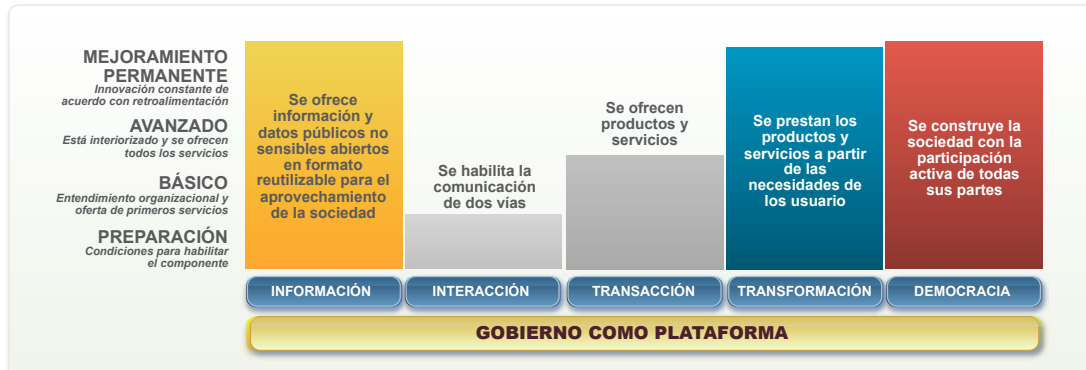 MEJORAMIENTO
PERMANENTE
Innovación constante de
acuerdo con retroalimentación
AVANZADO
Está interiorizado y se ofrecen
todos los servicios
BÁSICO
Entendimiento organizacional y
oferta de primeros servicios
PREPARACIÓN
Condiciones para habilitar
el componente
Se ofrece
información y
datos públicos no
sensibles abiertos
en formato
reutilizable para el
aprovechamiento
de la sociedad
Se habilita la
comunicación
de dos vías
Se ofrecen
productos y
servicios
Se prestan los
productos y
servicios a partir
de las
necesidades de
los usuario
Se construye la
sociedad con la
participación
activa de todas
sus partes
INFORMACIÓN
INTERACCIÓN
TRANSACCIÓN
TRANSFORMACIÓN
DEMOCRACIA
GOBIERNO COMO PLATAFORMA